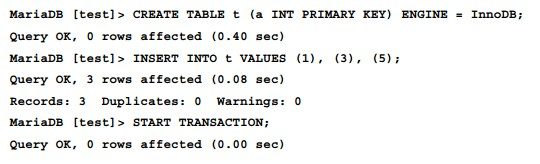 MariaDB [test]> CREATE TABLE t (a INT PRIMARY KEY) ENGINE = InnoDB;
Query OK, 0 rows affected (0.40 sec)
MariaDB [test]> INSERT INTO t VALUES (1), (3), (5);
Query OK, 3 rows affected (0.08 sec)
Records: 3  Duplicates: 0  Warnings: 0
MariaDB [test]> START TRANSACTION;
Query OK, 0 rows affected (0.00 sec)